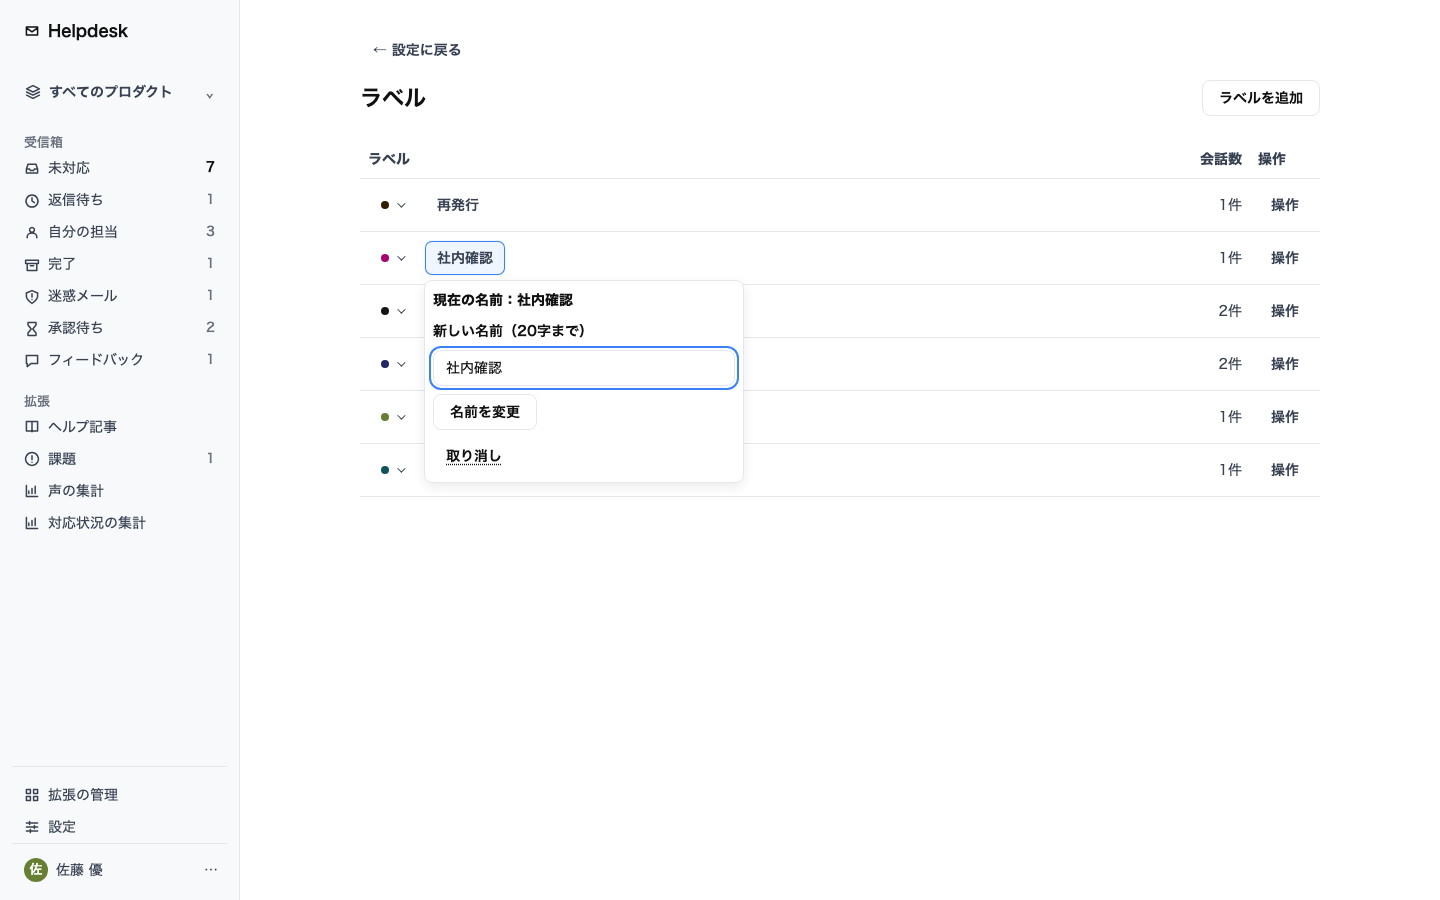 Helpdesk
すべてのプロダクト
受信箱
未対応 7
返信待ち 1
自分の担当 3
完了 1
迷惑メール 1
承認待ち 2
フィードバック 1
拡張
ヘルプ記事
課題 1
声の集計
対応状況の集計
拡張の管理
設定
佐 佐藤 優 …
← 設定に戻る
ラベル
ラベルを追加
ラベル 会話数 操作
再発行 1件 操作
社内確認 1件 操作
現在の名前：社内確認
新しい名前（20字まで）
社内確認
名前を変更
取り消し
2件 操作
2件 操作
1件 操作
1件 操作